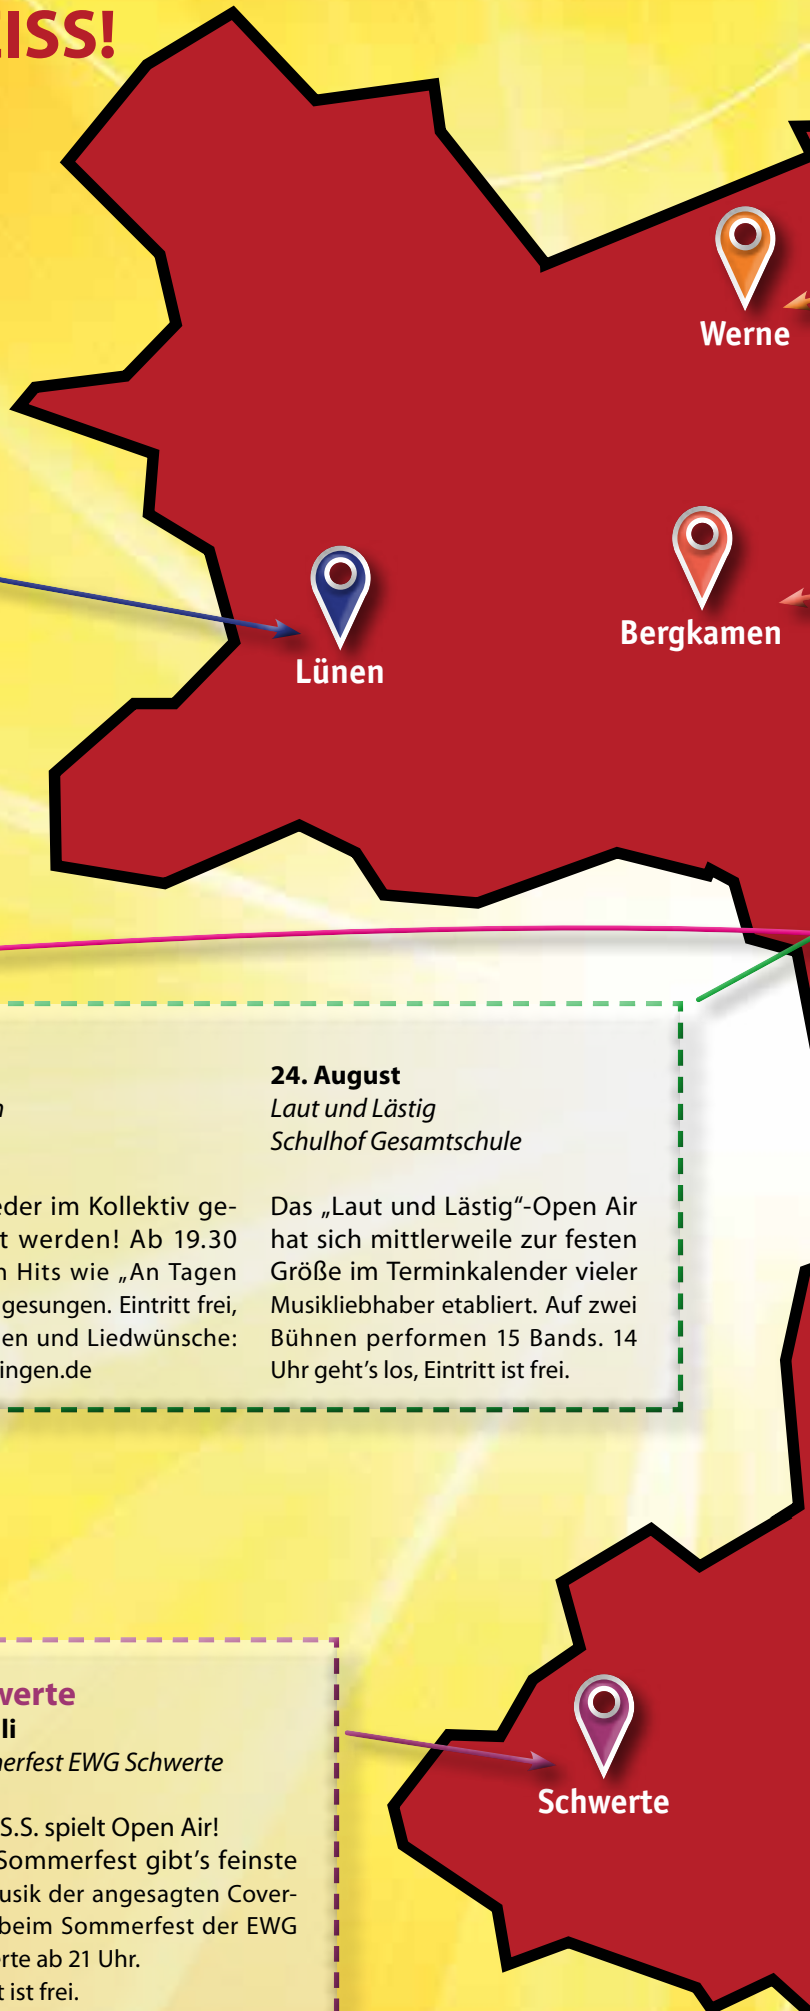 ISS!
Werne
Bergkamen
Lünen
24. August
Laut und Lästig
Schulhof Gesamtschule
eder im Kollektiv ge-
t werden! Ab 19.30
n Hits wie „An Tagen
gesungen. Eintritt frei,
en und Liedwünsche:
ingen.de
Das „Laut und Lästig“-Open Air
hat sich mittlerweile zur festen
Größe im Terminkalender vieler
Musikliebhaber etabliert. Auf zwei
Bühnen performen 15 Bands. 14
Uhr geht's los, Eintritt ist frei.
werte
li
merfest EWG Schwerte
S.S. spielt Open Air!
Sommerfest gibt's feinste
usik der angesagten Cover-
beim Sommerfest der EWG
rte ab 21 Uhr.
t ist frei.
Schwerte